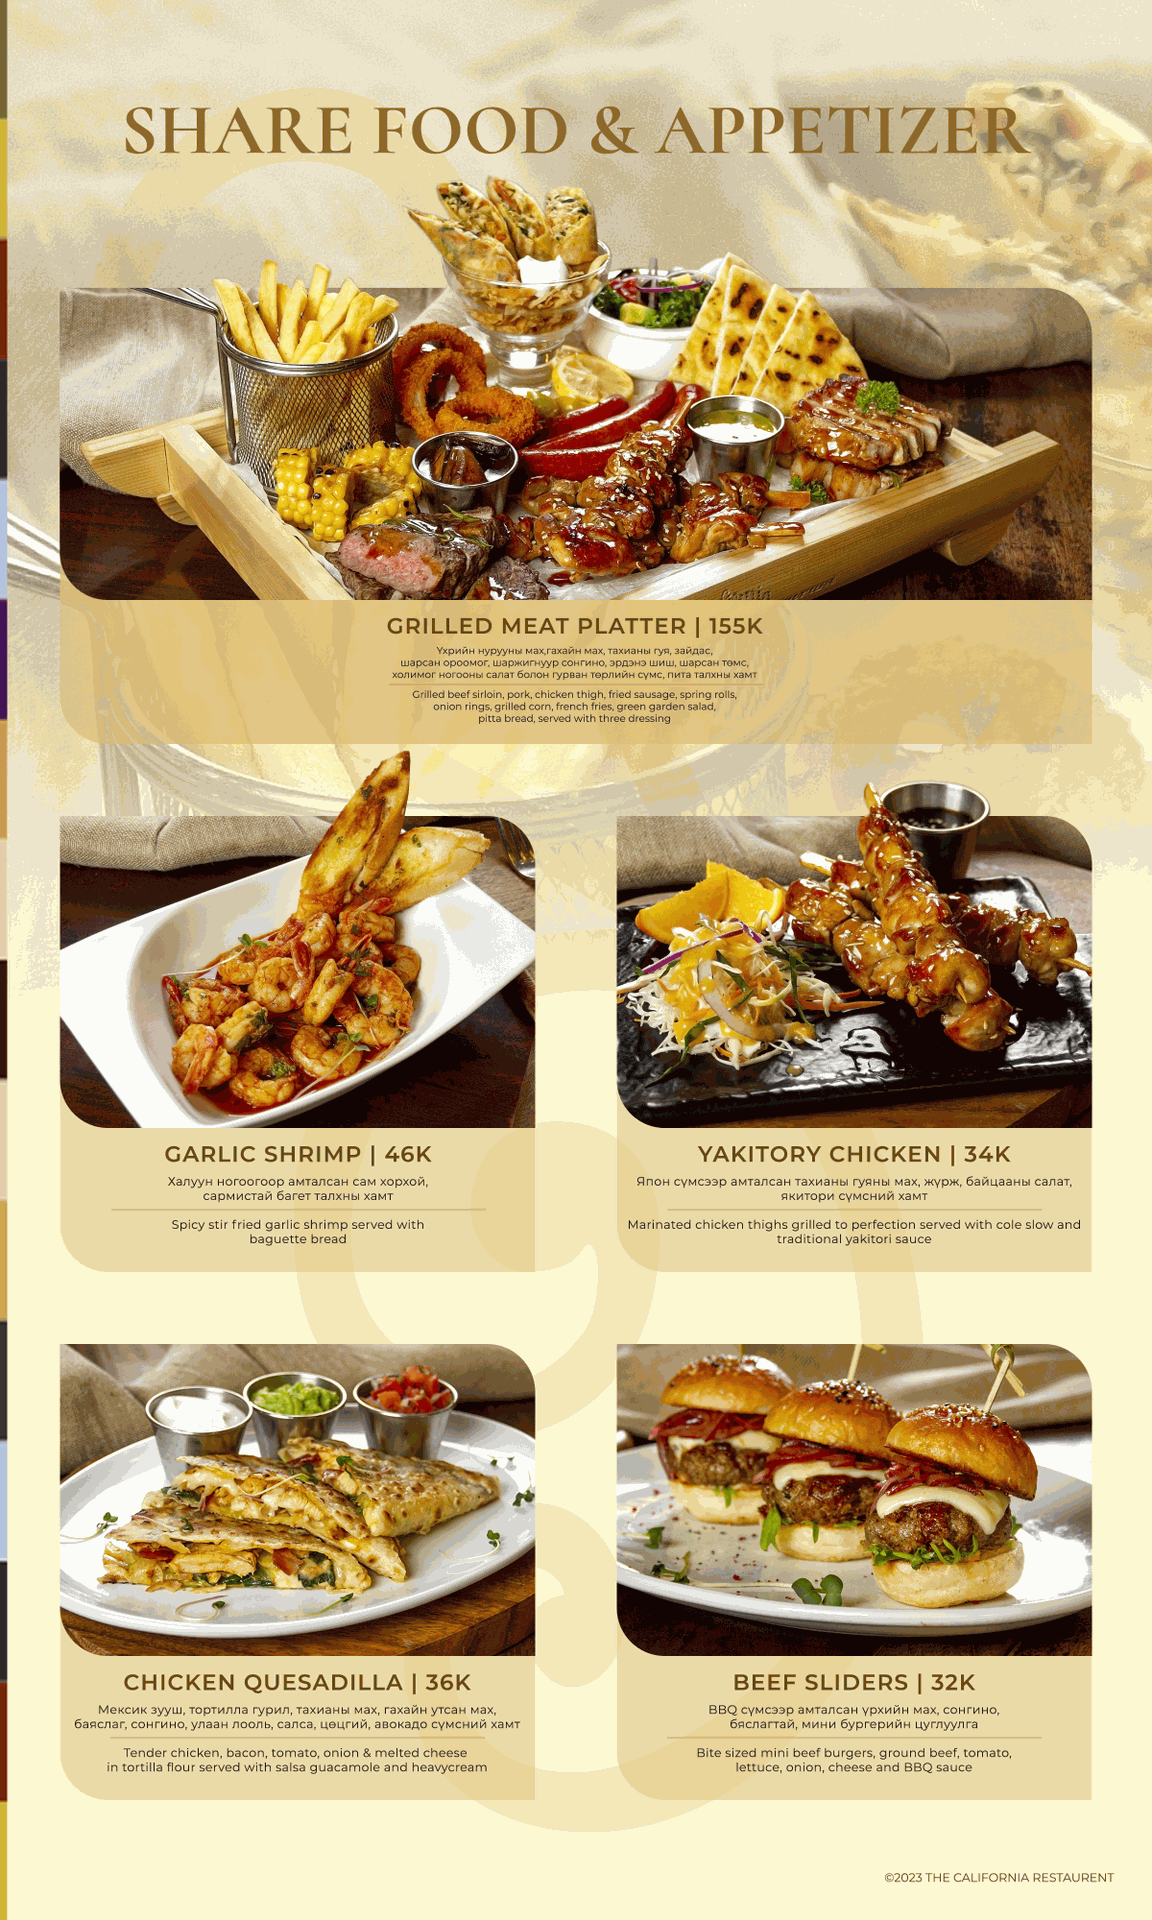 SHARE FOOD & APPETIZER
GRILLED MEAT PLATTER | 155K
Үхрийн нурууны мах,гахайн мах, тахианы гуя, зайдас,
шарсан ороомог, шаржигнуур сонгино, эрдэнэ шиш, шарсан төмс,
холимог ногооны салат болон гурван төрлийн сүмс, пита талхны хамт
Grilled beef sirloin, pork, chicken thigh, fried sausage, spring rolls,
onion rings, grilled corn, french fries, green garden salad,
pitta bread, served with three dressing
GARLIC SHRIMP | 46K
Халуун ногоогоор амталсан сам хорхой,
сармистай багет талхны хамт
Spicy stir fried garlic shrimp served with
baguette bread
YAKITORY CHICKEN | 34K
Япон сүмсээр амталсан тахианы гуяны мах, жүрж, байцааны салат,
якитори сүмсний хамт
Marinated chicken thighs grilled to perfection served with cole slow and
traditional yakitori sauce
CHICKEN QUESADILLA | 36K
Мексик зууш, тортилла гурил, тахианы мах, гахайн утсан мах,
баяслаг, сонгино, улаан лооль, салса, цөцгий, авокадо сүмсний хамт
Tender chicken, bacon, tomato, onion & melted cheese
in tortilla flour served with salsa guacamole and heavycream
BEEF SLIDERS | 32K
BBQ сүмсээр амталсан үрхийн мах, сонгино,
бяслагтай, мини бургерийн цуглуулга
Bite sized mini beef burgers, ground beef, tomato,
lettuce, onion, cheese and BBQ sauce
©2023 THE CALIFORNIA RESTAURENT